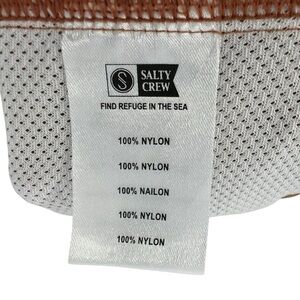 SALTY
CREW
FIND REFUGE IN THE SEA
100% NYLON
100% NYLON
100% NAILON
100% NYLON
100% NYLON